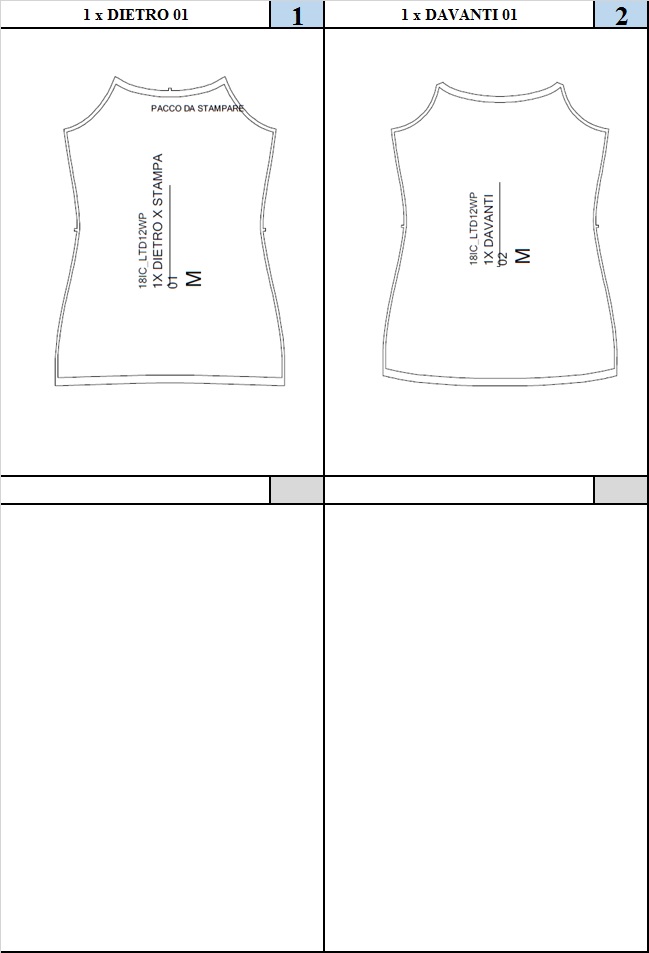 1 x DIETRO 01
1
1 x DAVANTI 01
2
PACCO DA STAMPARE
18IC_LTD12WP
1X DIETRO X STAMPA
01
M
18IC_LTD12WP
1X DAVANTI
02
M